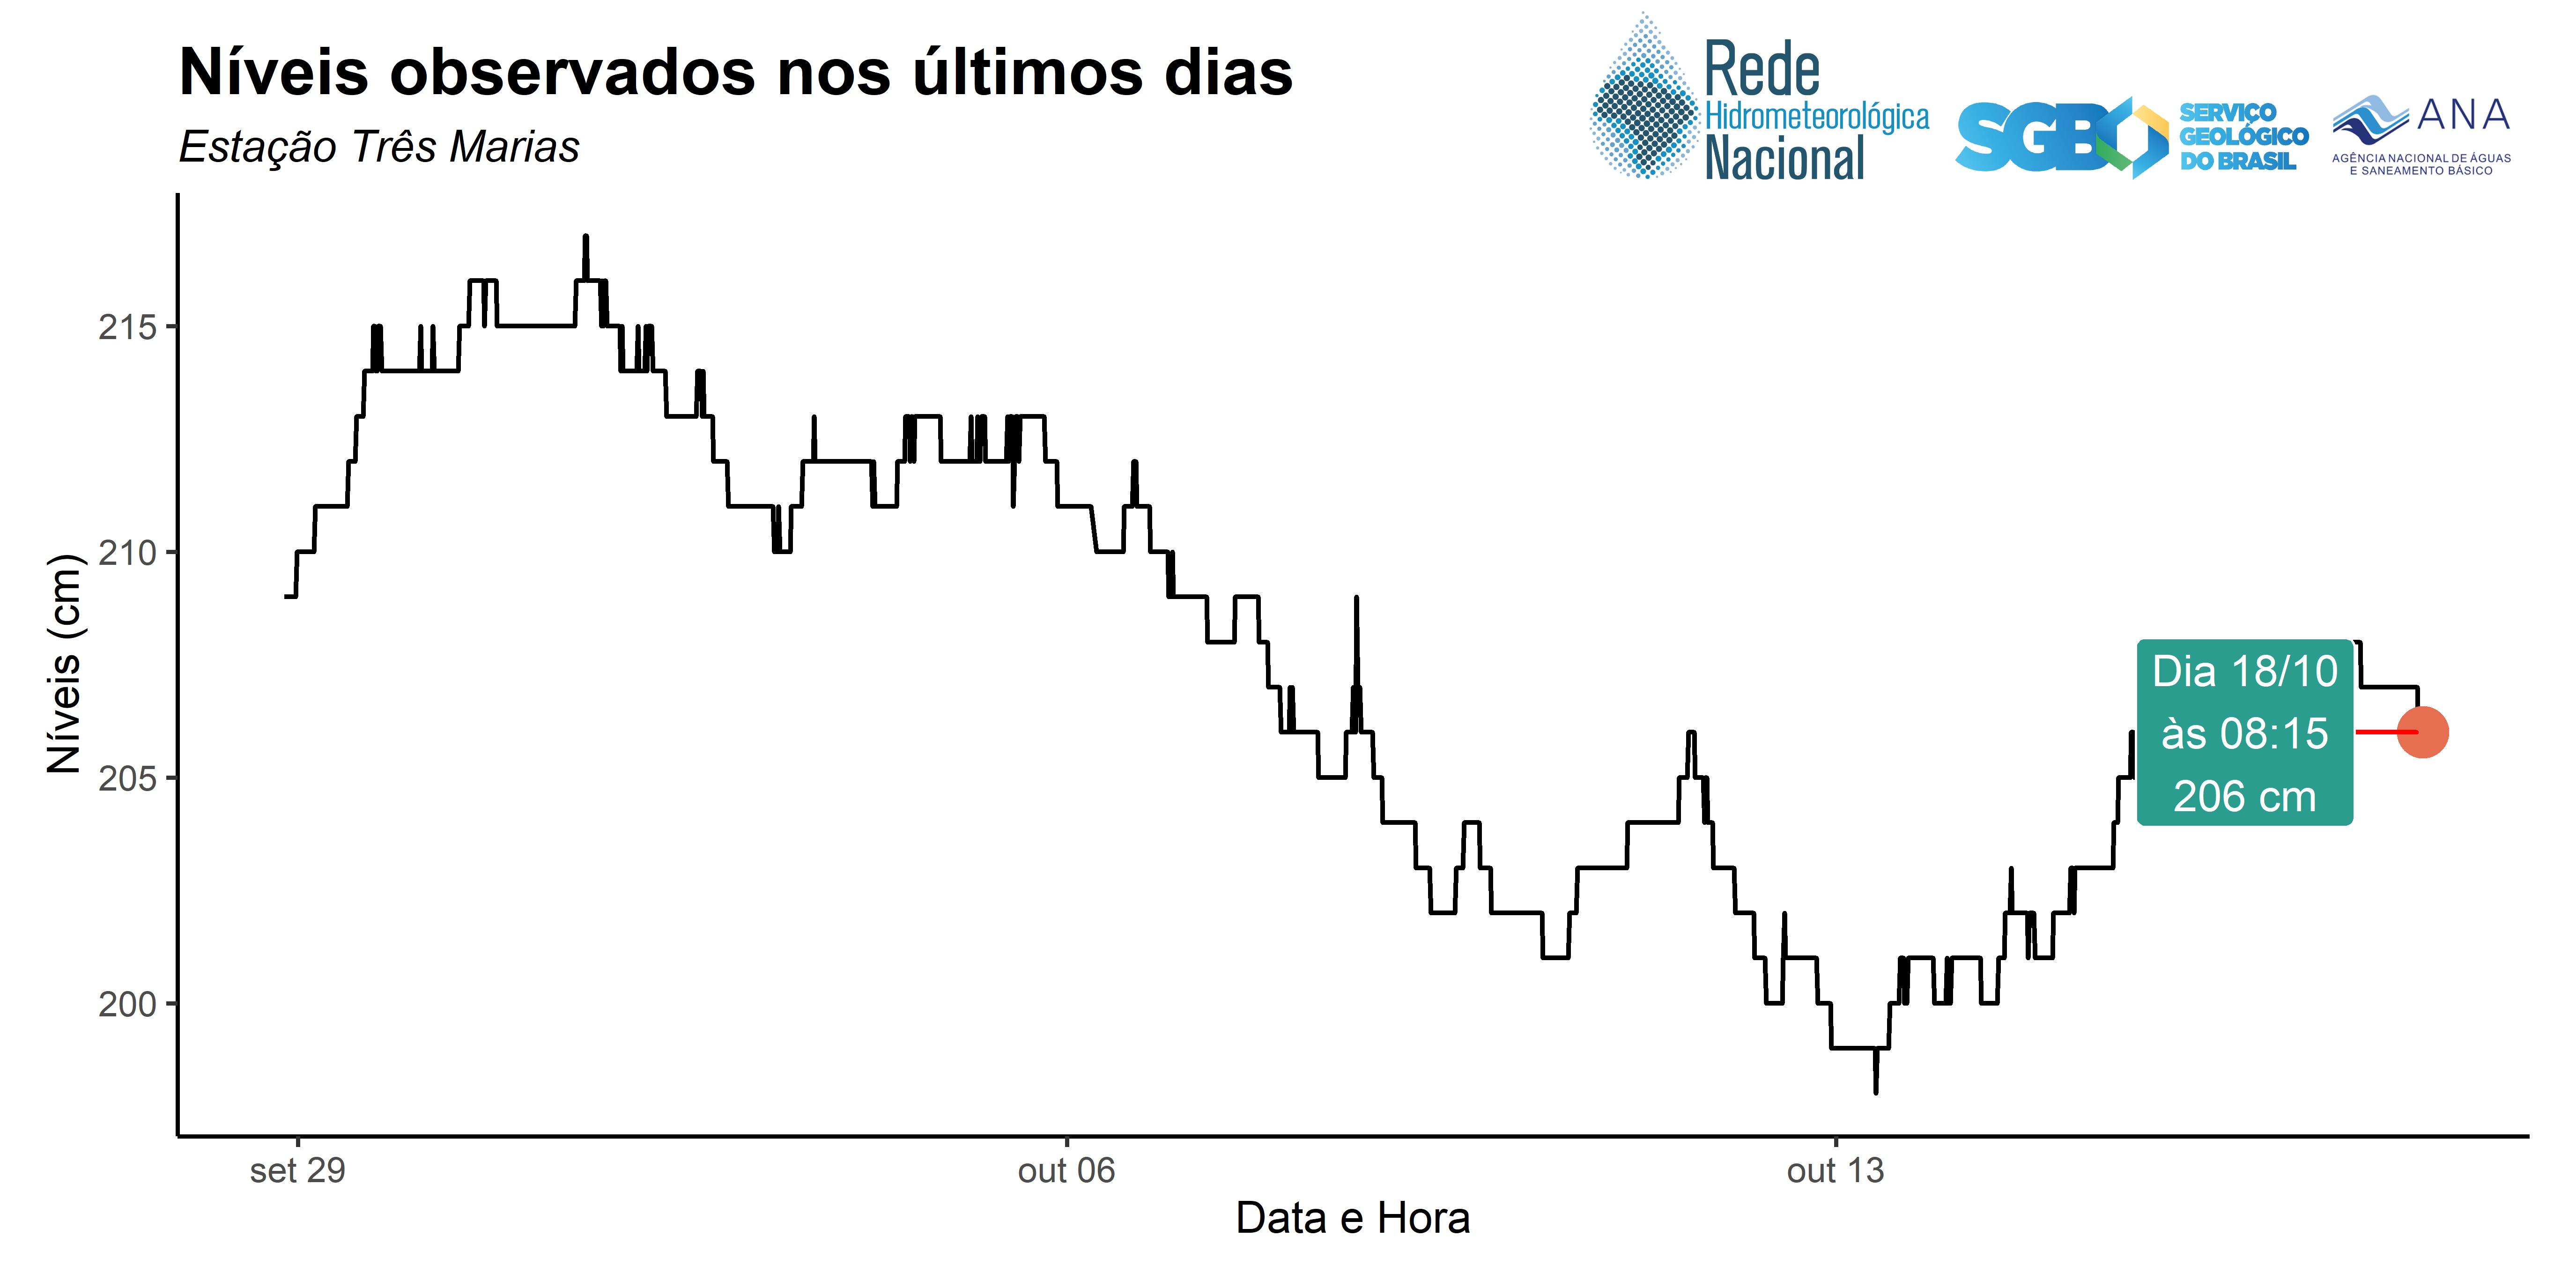 Níveis observados nos últimos dias
Estação Três Marias
Rede
Hidrometeorológica
Nacional
SGB
SERVIÇO
GEOLÓGICO
DO BRASIL
ANA
AGÊNCIA NACIONAL DE ÁGUAS
E SANEAMENTO BÁSICO
Níveis (cm)
215
210
205
200
Dia 18/10
às 08:15
206 cm
set 29
out 06
out 13
Data e Hora